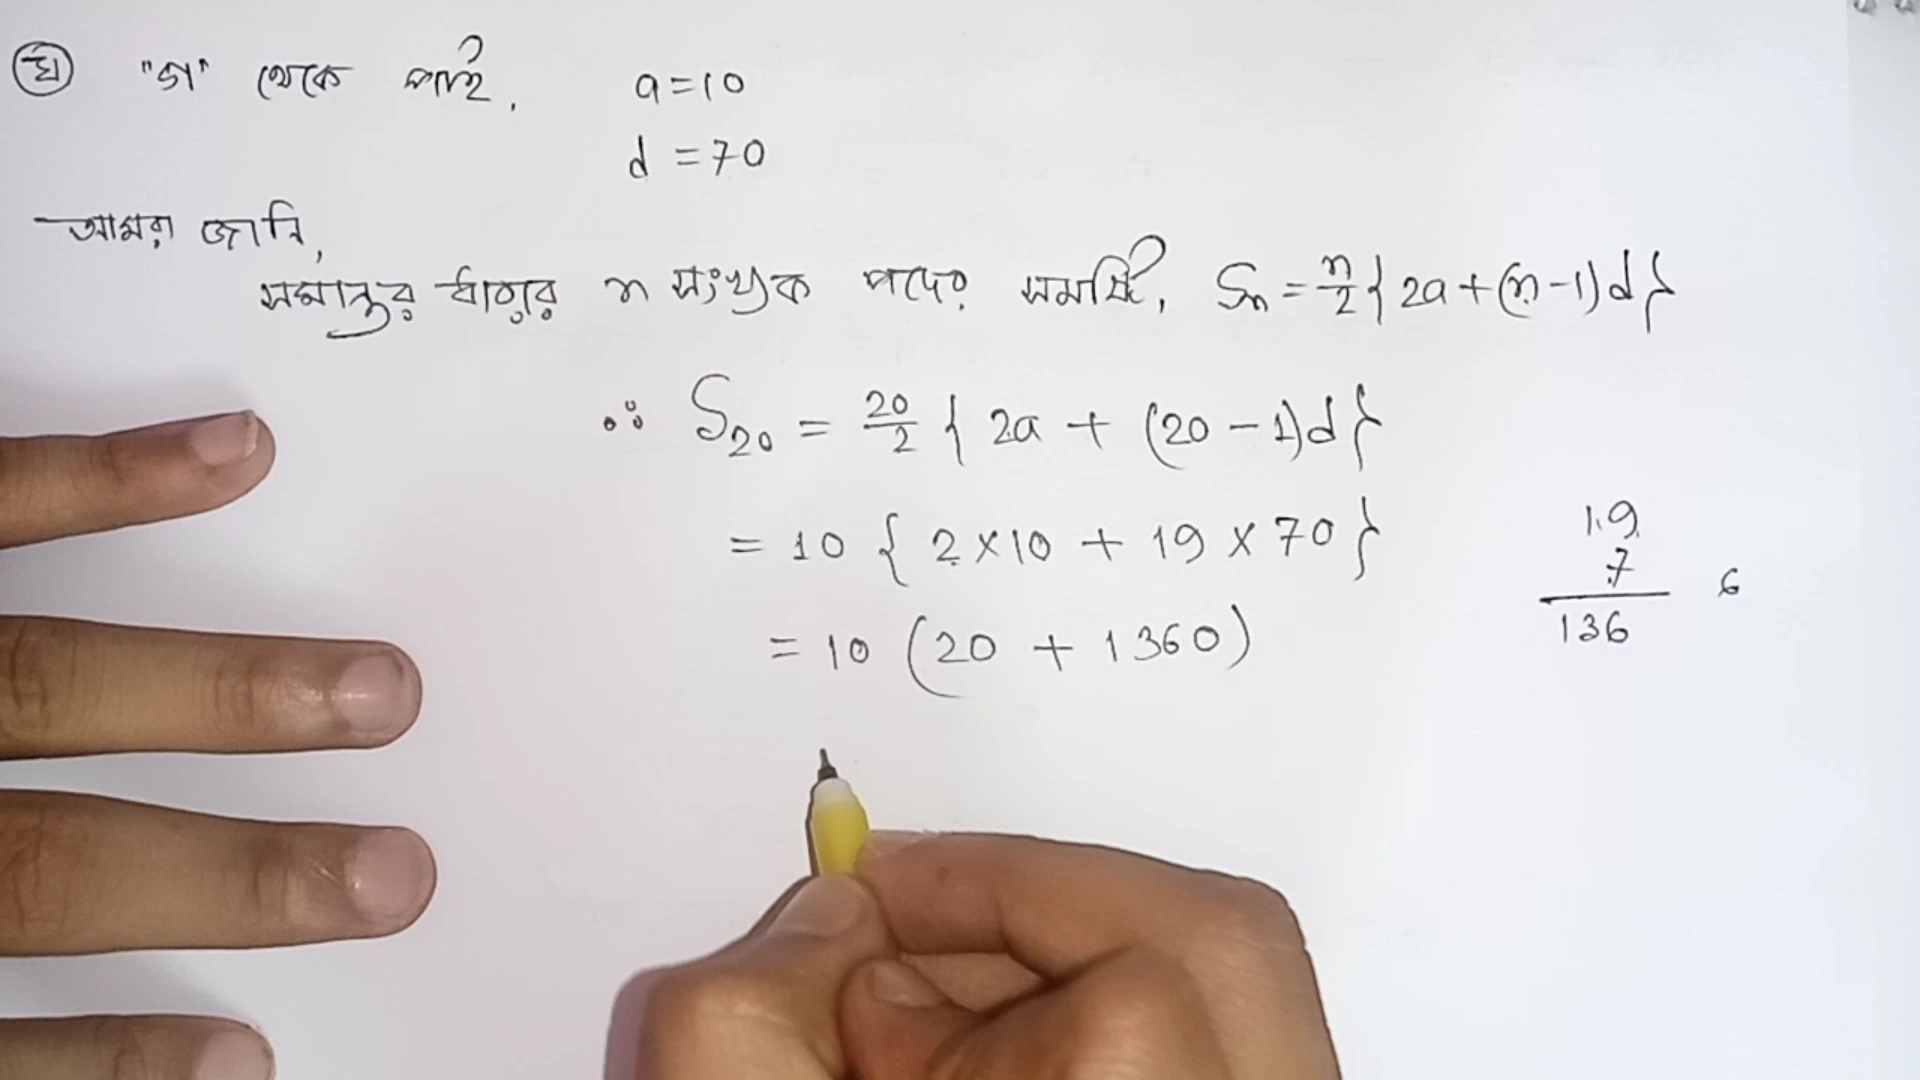 ঘ "গ" থেকে পাই, a=10
d=70
আমরা জানি,
সমান্তর ধারার n সংখ্যক পদের সমষ্টি, Sn = n/2 { 2a + (n-1) d }
∴ S20 = 20/2 { 2a + (20-1)d }
= 10 { 2×10 + 19×70 }
= 10 (20 + 1360)
19
7
6
136